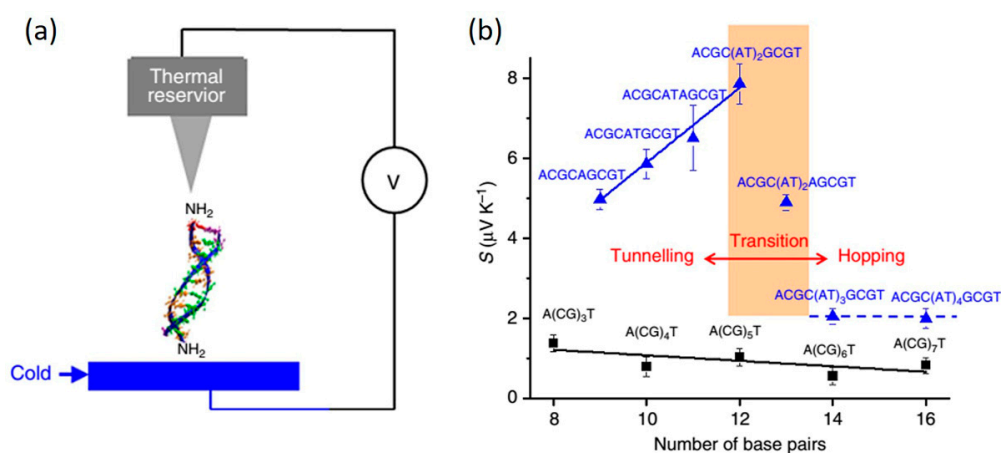 (a)
Thermal
reservior
V
NH₂
NH₂
Cold
(b)
S (μV K⁻¹)
8
6
4
2
0
ACGC(AT)₂GCGT
ACGCATAGCGT
ACGCATGCGT
ACGCAGCGT
ACGC(AT)₂AGCGT
Tunnelling
Transition
Hopping
ACGC(AT)₃GCGT
ACGC(AT)₄GCGT
A(CG)₃T
A(CG)₄T
A(CG)₅T
A(CG)₆T
A(CG)₇T
8 10 12 14 16
Number of base pairs